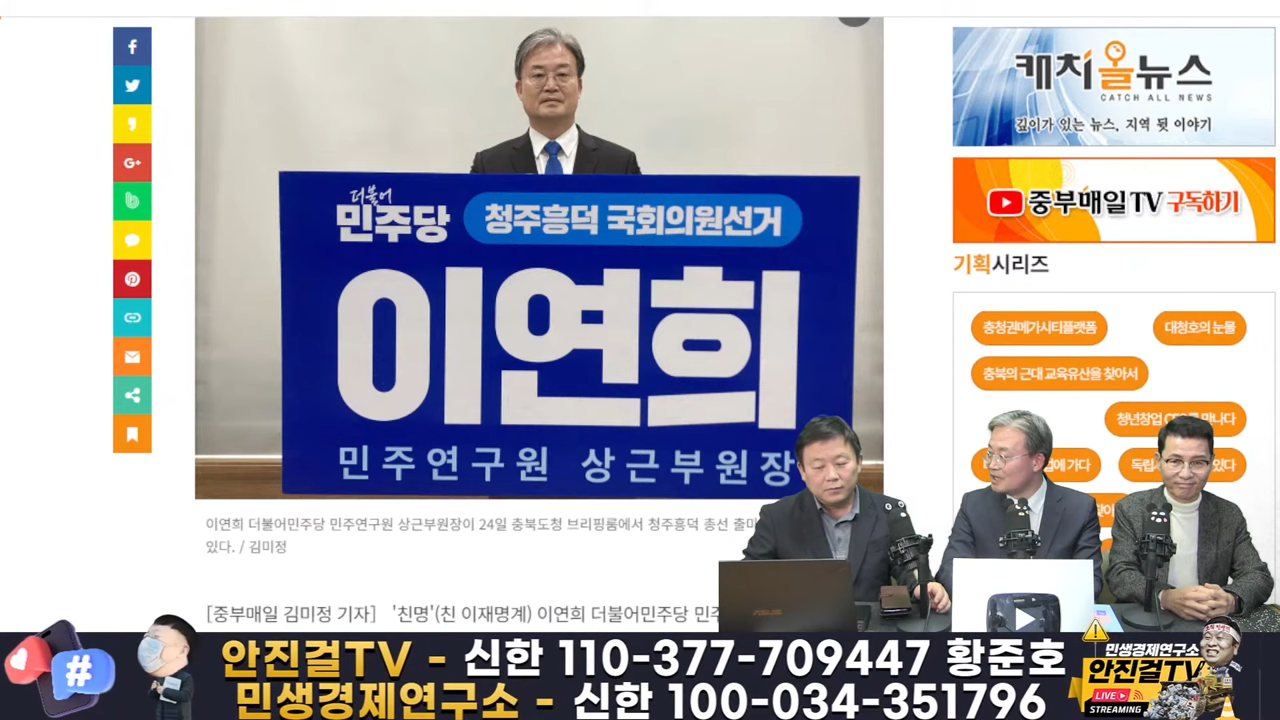 더불어
민주당
청주흥덕 국회의원선거
이연희
민주연구원 상근부원장
이연희 더불어민주당 민주연구원 상근부원장이 24일 충북도청 브리핑룸에서 청주흥덕 총선 출마
있다. / 김미정
[중부매일 김미정 기자] '친명'(친 이재명계) 이연희 더불어민주당 민주
캐치올뉴스
CATCH ALL NEWS
깊이가 있는 뉴스, 지역 뒷 이야기
중부매일TV 구독하기
기획시리즈
충청권메가시티플랫폼
대청호의 눈물
충북의 근대 교육유산을 찾아서
청년창업
만나다
에 가다
독립
있다
ASUS
안진걸TV - 신한 110-377-709447 황준호
민생경제연구소 - 신한 100-034-351796
민생경제연구소
안진걸TV
LIVE
STREAMING